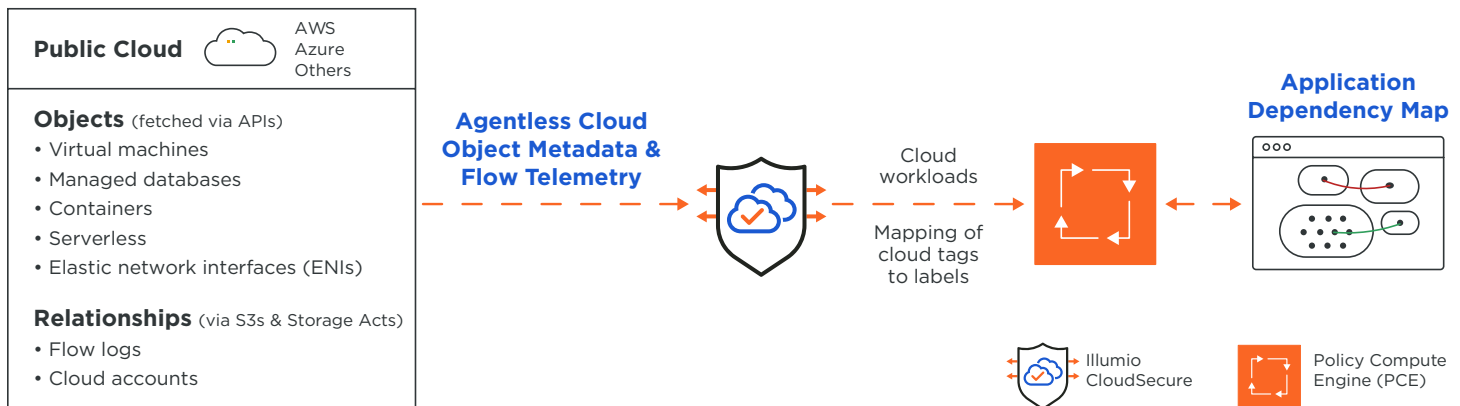 Public Cloud
AWS
Azure
Others
Objects (fetched via APIs)
• Virtual machines
• Managed databases
• Containers
• Serverless
• Elastic network interfaces (ENIs)
Relationships (via S3s & Storage Acts)
• Flow logs
• Cloud accounts
Agentless Cloud
Object Metadata &
Flow Telemetry
Cloud
workloads
Mapping of
cloud tags
to labels
Application
Dependency Map
Illumio
CloudSecure
Policy Compute
Engine (PCE)